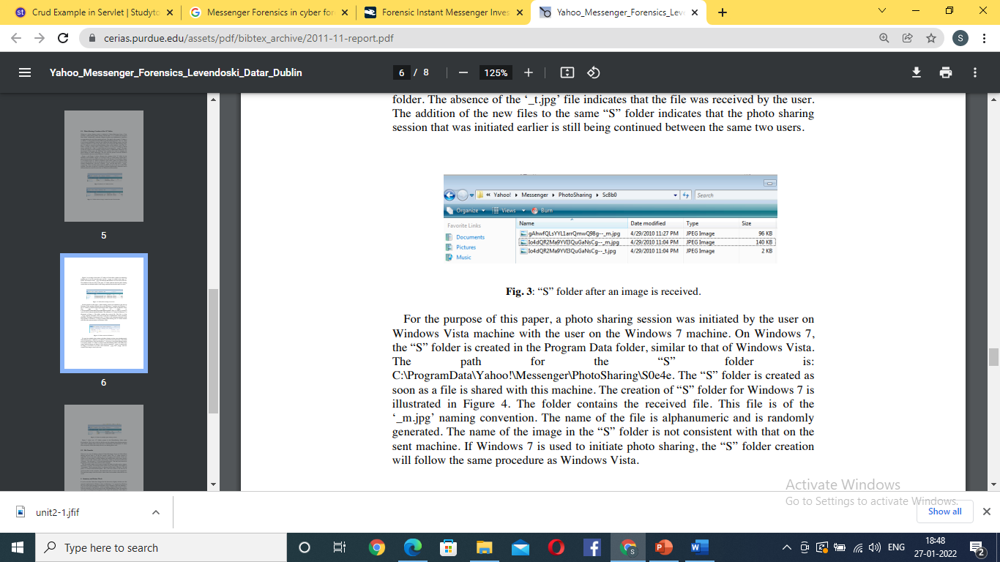 Crud Example in Servlet | Studyto
Messenger Forensics in cyber for
Forensic Instant Messenger Inves
Yahoo_Messenger_Forensics_Leve
cerias.purdue.edu/assets/pdf/bibtex_archive/2011-11-report.pdf
S
Yahoo_Messenger_Forensics_Levendoski_Datar_Dublin
6 / 8
125%
5
6
folder. The absence of the ‘_t.jpg’ file indicates that the file was received by the user.
The addition of the new files to the same “S” folder indicates that the photo sharing
session that was initiated earlier is still being continued between the same two users.
« Yahoo! Messenger PhotoSharing Sc8b0
Search
Organize Views Burn
Favorite Links
Documents
Pictures
Music
Name Date modified Type Size
gAhwfQLsYYL1arrQmwQ98g--_m.jpg 4/29/2010 11:27 PM JPEG Image 96 KB
Io4dQR2Ma9YVI3QuGaNsCg--_m.jpg 4/29/2010 11:04 PM JPEG Image 140 KB
Io4dQR2Ma9YVI3QuGaNsCg--_t.jpg 4/29/2010 11:04 PM JPEG Image 2 KB
Fig. 3: “S” folder after an image is received.
For the purpose of this paper, a photo sharing session was initiated by the user on
Windows Vista machine with the user on the Windows 7 machine. On Windows 7,
the “S” folder is created in the Program Data folder, similar to that of Windows Vista.
The path for the “S” folder is:
C:\ProgramData\Yahoo!\Messenger\PhotoSharing\S0e4e. The “S” folder is created as
soon as a file is shared with this machine. The creation of “S” folder for Windows 7 is
illustrated in Figure 4. The folder contains the received file. This file is of the
‘_m.jpg’ naming convention. The name of the file is alphanumeric and is randomly
generated. The name of the image in the “S” folder is not consistent with that on the
sent machine. If Windows 7 is used to initiate photo sharing, the “S” folder creation
will follow the same procedure as Windows Vista.
Activate Windows
Go to Settings to activate Windows.
unit2-1.jfif
Show all
Type here to search
ENG
18:48
27-01-2022
2